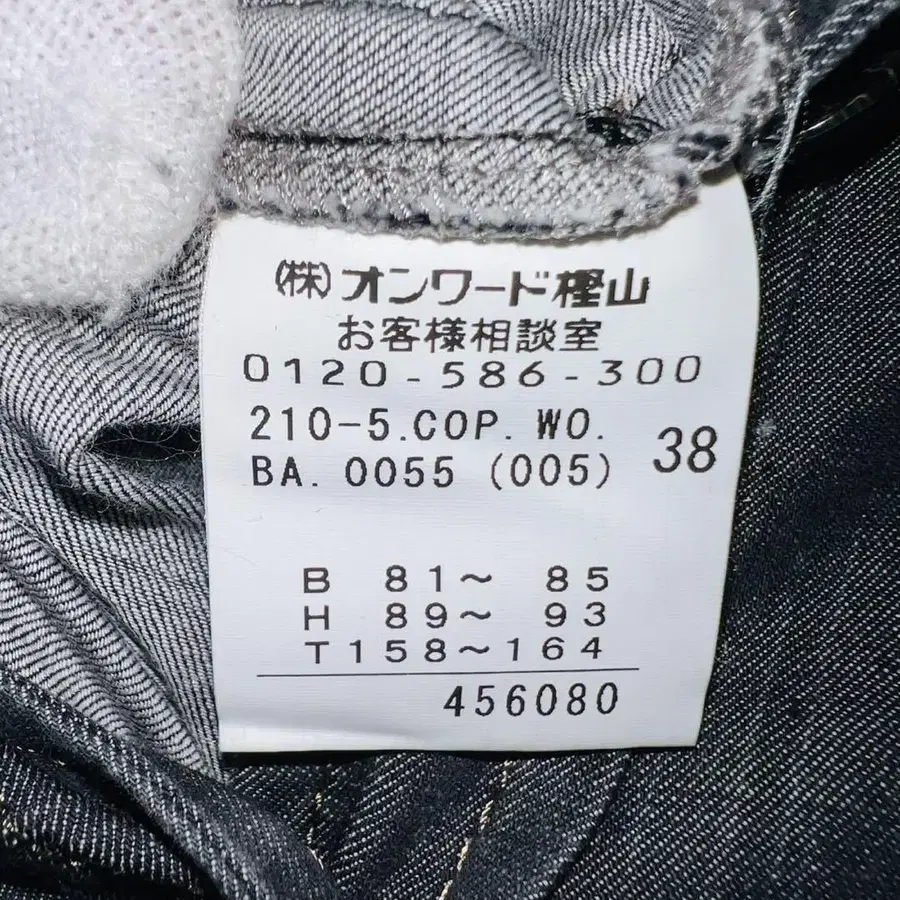 (株)オンワード樫山
お客様相談室
0120-586-300
210-5.COP.WO.
BA.0055(005) 38
B 81～ 85
H 89～ 93
T158～164
456080